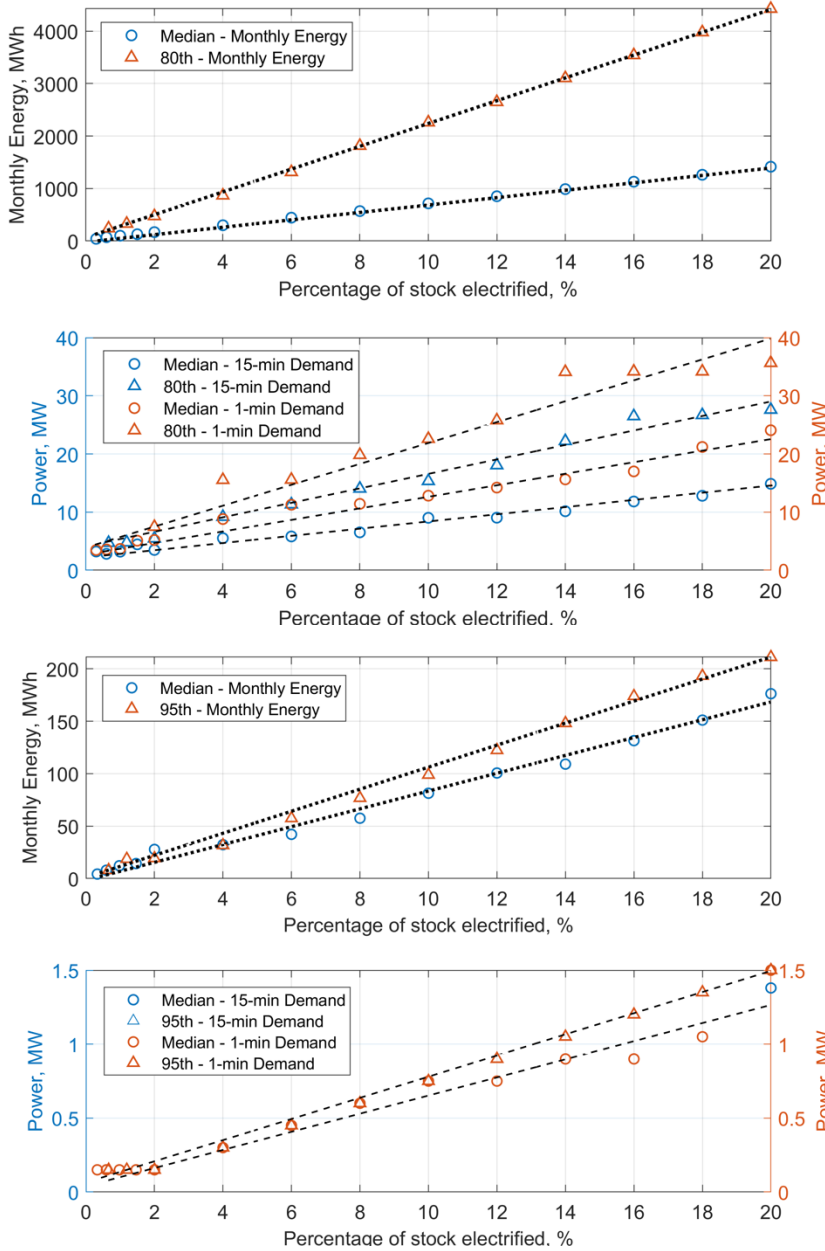 4000
3000
2000
1000
0
Monthly Energy, MWh
Median - Monthly Energy
80th - Monthly Energy
0 2 4 6 8 10 12 14 16 18 20
Percentage of stock electrified, %
40
30
20
10
0
Power, MW
Median - 15-min Demand
80th - 15-min Demand
Median - 1-min Demand
80th - 1-min Demand
40
30
20
10
0
Power, MW
0 2 4 6 8 10 12 14 16 18 20
Percentage of stock electrified, %
200
150
100
50
0
Monthly Energy, MWh
Median - Monthly Energy
95th - Monthly Energy
0 2 4 6 8 10 12 14 16 18 20
Percentage of stock electrified, %
1.5
1
0.5
0
Power, MW
Median - 15-min Demand
95th - 15-min Demand
Median - 1-min Demand
95th - 1-min Demand
1.5
1
0.5
0
Power, MW
0 2 4 6 8 10 12 14 16 18 20
Percentage of stock electrified, %